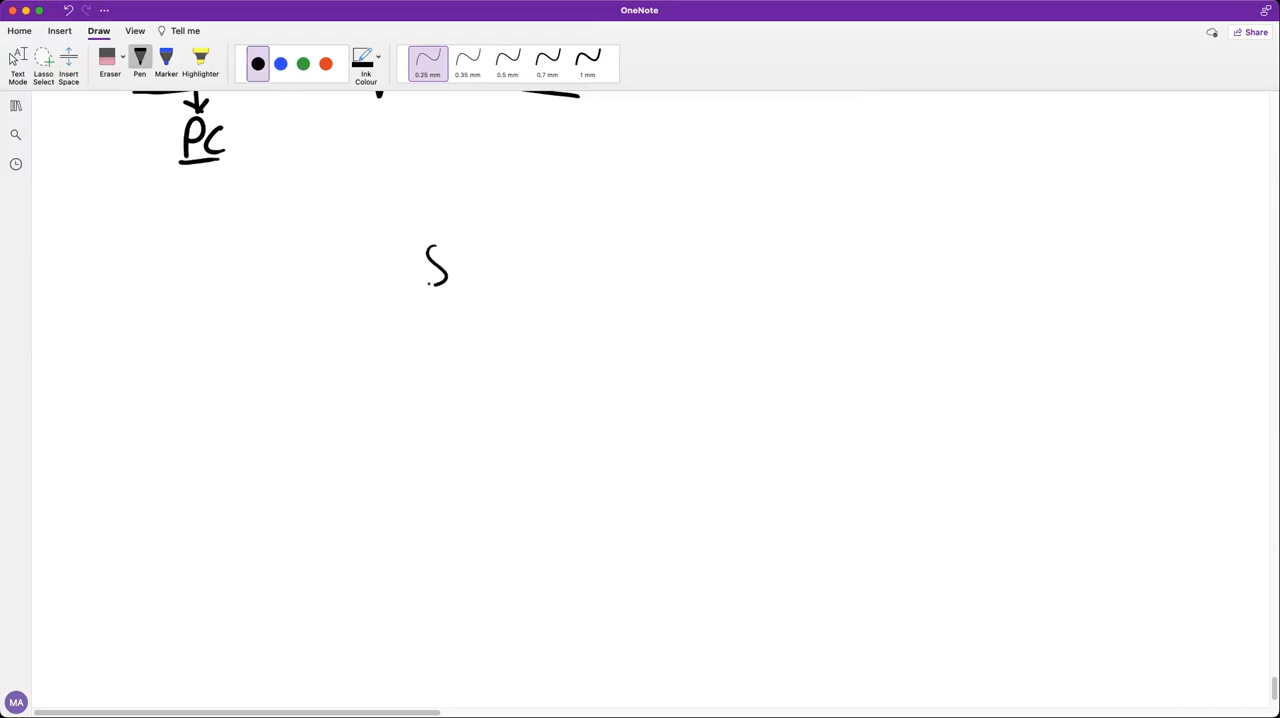 OneNote
Home Insert Draw View Tell me
Share
Text Mode
Lasso Select
Insert Space
Eraser
Pen
Marker
Highlighter
Ink Colour
0.25 mm
0.35 mm
0.5 mm
0.7 mm
1 mm
PC
S
MA